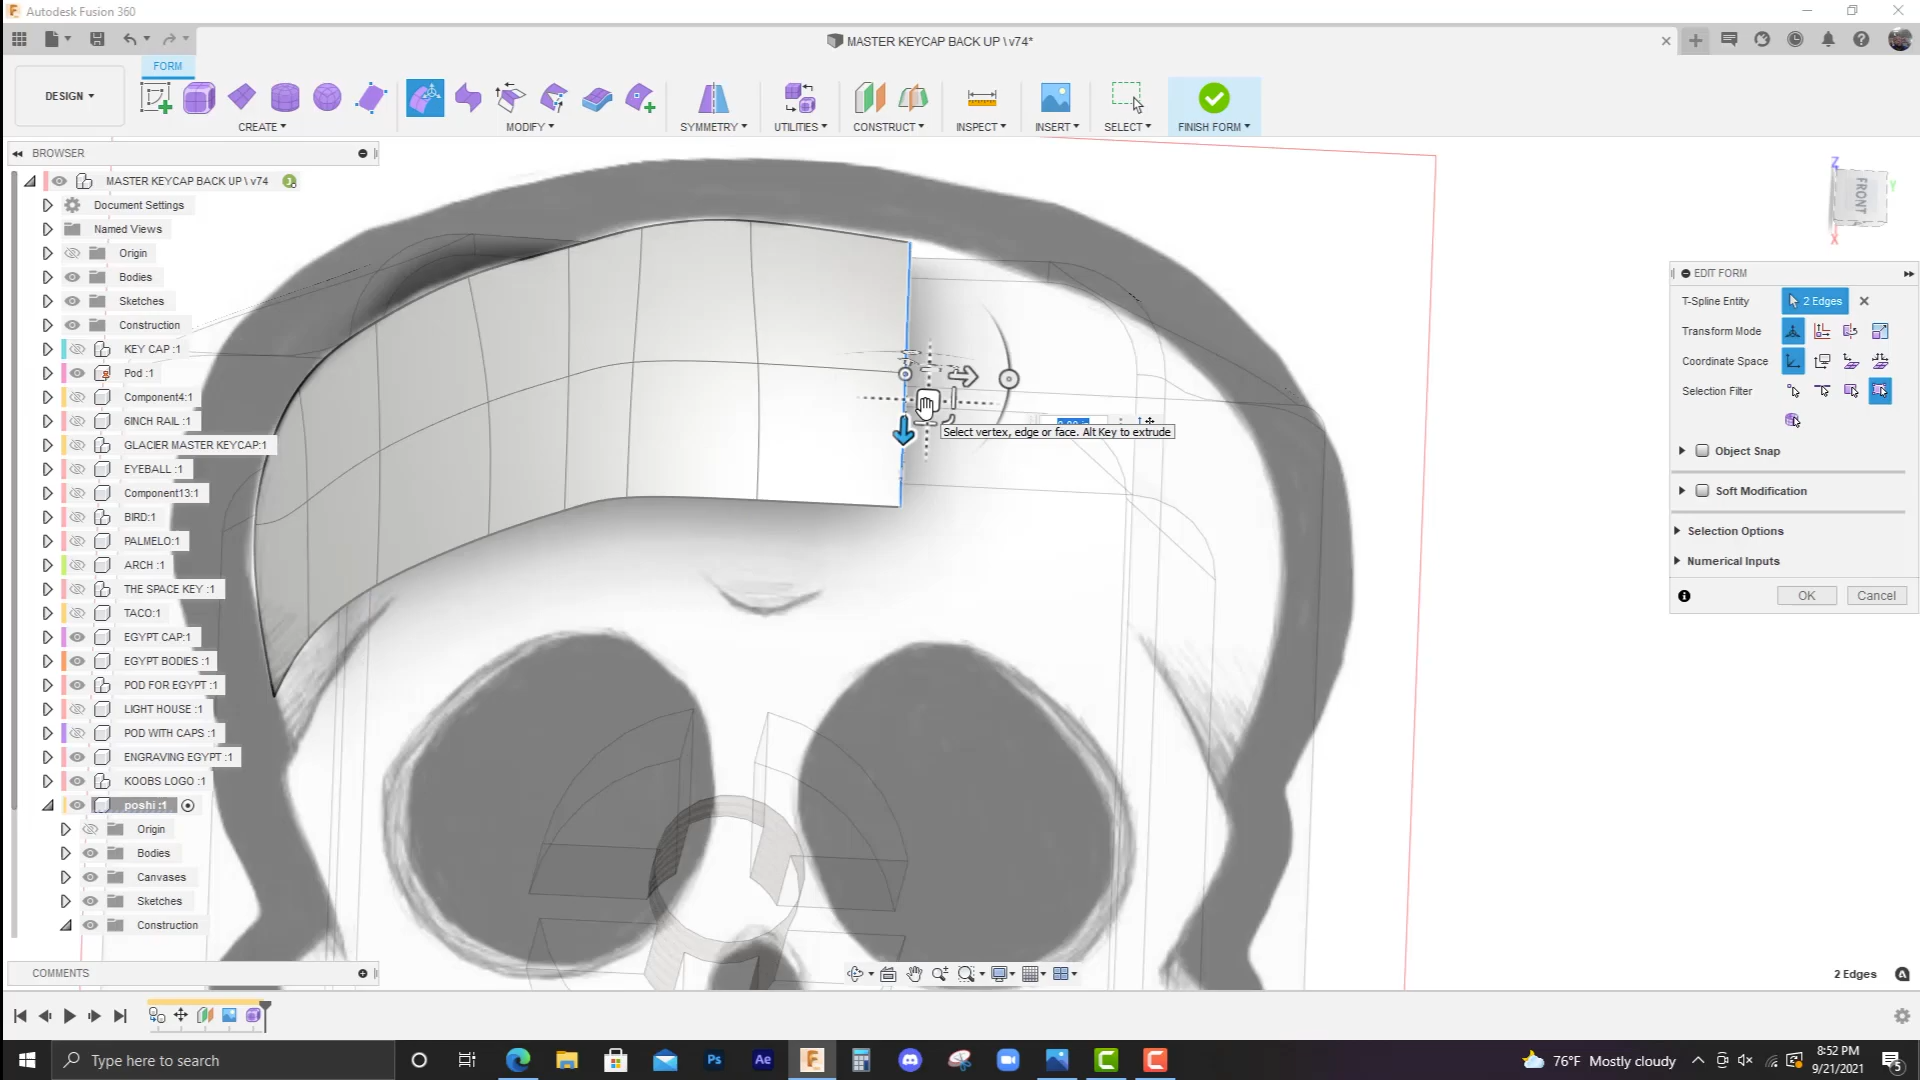 Autodesk Fusion 360
MASTER KEYCAP BACK UP \ v74*
FORM
DESIGN
CREATE
MODIFY
SYMMETRY
UTILITIES
CONSTRUCT
INSPECT
INSERT
SELECT
FINISH FORM
BROWSER
MASTER KEYCAP BACK UP \ v74
Document Settings
Named Views
Origin
Bodies
Sketches
Construction
KEY CAP :1
Pod :1
Component4:1
6INCH RAIL :1
GLACIER MASTER KEYCAP:1
EYEBALL :1
Component13:1
BIRD:1
PALMELO:1
ARCH :1
THE SPACE KEY :1
TACO:1
EGYPT CAP:1
EGYPT BODIES :1
POD FOR EGYPT :1
LIGHT HOUSE :1
POD WITH CAPS :1
ENGRAVING EGYPT :1
KOOBS LOGO :1
poshi :1
Origin
Bodies
Canvases
Sketches
Construction
COMMENTS
Select vertex, edge or face. Alt Key to extrude
Z
FRONT
Y
X
EDIT FORM
T-Spline Entity
2 Edges
Transform Mode
Coordinate Space
Selection Filter
Object Snap
Soft Modification
Selection Options
Numerical Inputs
OK
Cancel
2 Edges
Type here to search
Ps
Ae
76°F Mostly cloudy
8:52 PM
9/21/2021
5